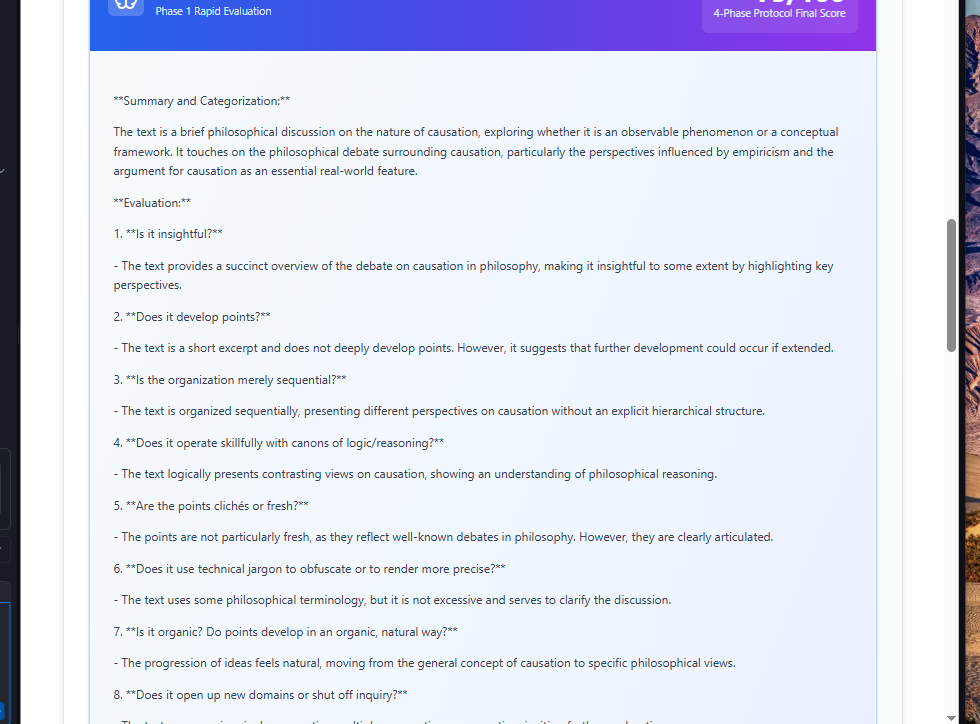 Phase 1 Rapid Evaluation
4-Phase Protocol Final Score
**Summary and Categorization:**
The text is a brief philosophical discussion on the nature of causation, exploring whether it is an observable phenomenon or a conceptual
framework. It touches on the philosophical debate surrounding causation, particularly the perspectives influenced by empiricism and the
argument for causation as an essential real-world feature.
**Evaluation:**
1. **Is it insightful?**
- The text provides a succinct overview of the debate on causation in philosophy, making it insightful to some extent by highlighting key
perspectives.
2. **Does it develop points?**
- The text is a short excerpt and does not deeply develop points. However, it suggests that further development could occur if extended.
3. **Is the organization merely sequential?**
- The text is organized sequentially, presenting different perspectives on causation without an explicit hierarchical structure.
4. **Does it operate skillfully with canons of logic/reasoning?**
- The text logically presents contrasting views on causation, showing an understanding of philosophical reasoning.
5. **Are the points clichés or fresh?**
- The points are not particularly fresh, as they reflect well-known debates in philosophy. However, they are clearly articulated.
6. **Does it use technical jargon to obfuscate or to render more precise?**
- The text uses some philosophical terminology, but it is not excessive and serves to clarify the discussion.
7. **Is it organic? Do points develop in an organic, natural way?**
- The progression of ideas feels natural, moving from the general concept of causation to specific philosophical views.
8. **Does it open up new domains or shut off inquiry?**